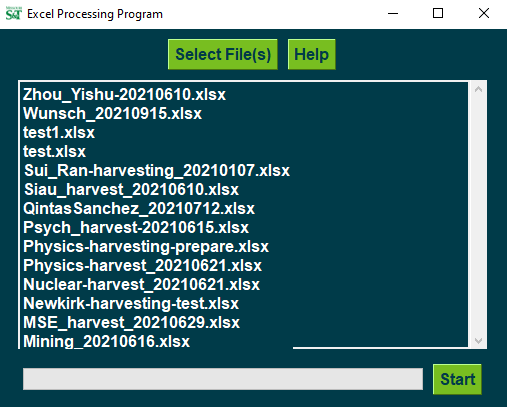 S&T Excel Processing Program
Select File(s) Help
Zhou_Yishu-20210610.xlsx
Wunsch_20210915.xlsx
test1.xlsx
test.xlsx
Sui_Ran-harvesting_20210107.xlsx
Siau_harvest_20210610.xlsx
QintasSanchez_20210712.xlsx
Psych_harvest-20210615.xlsx
Physics-harvesting-prepare.xlsx
Physics-harvest_20210621.xlsx
Nuclear-harvest_20210621.xlsx
Newkirk-harvesting-test.xlsx
MSE_harvest_20210629.xlsx
Mining_20210616.xlsx
Start